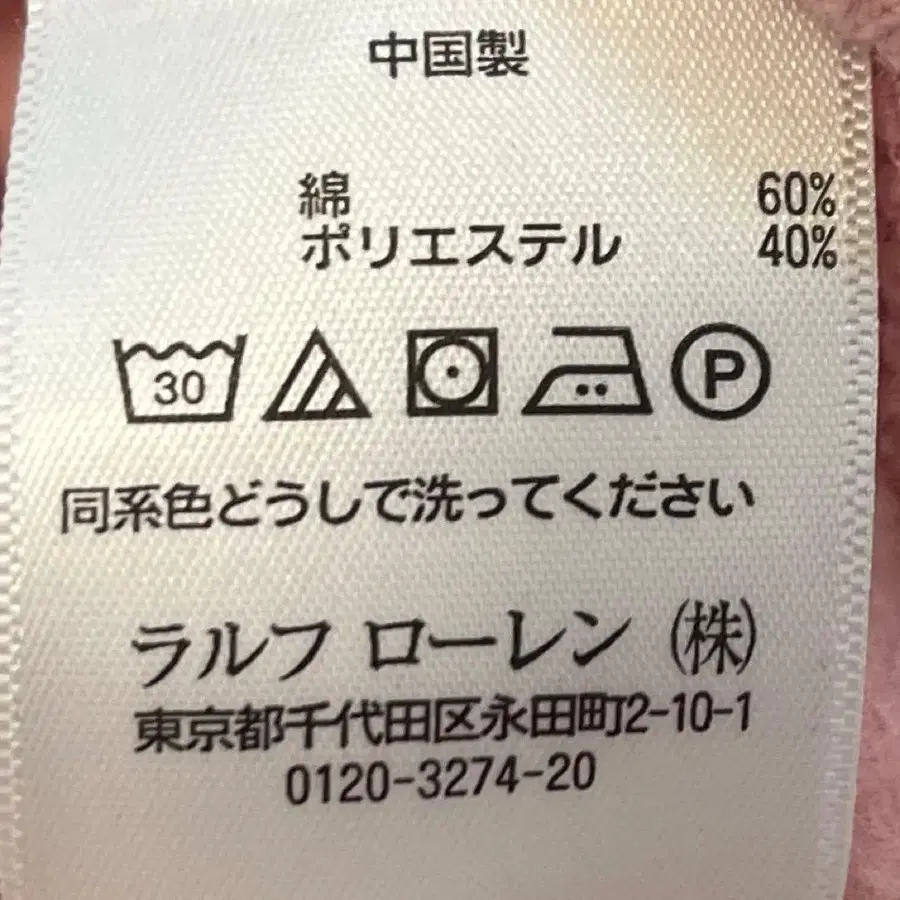 中国製
綿 60%
ポリエステル 40%
30 P
同系色どうしで洗ってください
ラルフ ローレン (株)
東京都千代田区永田町2-10-1
0120-3274-20